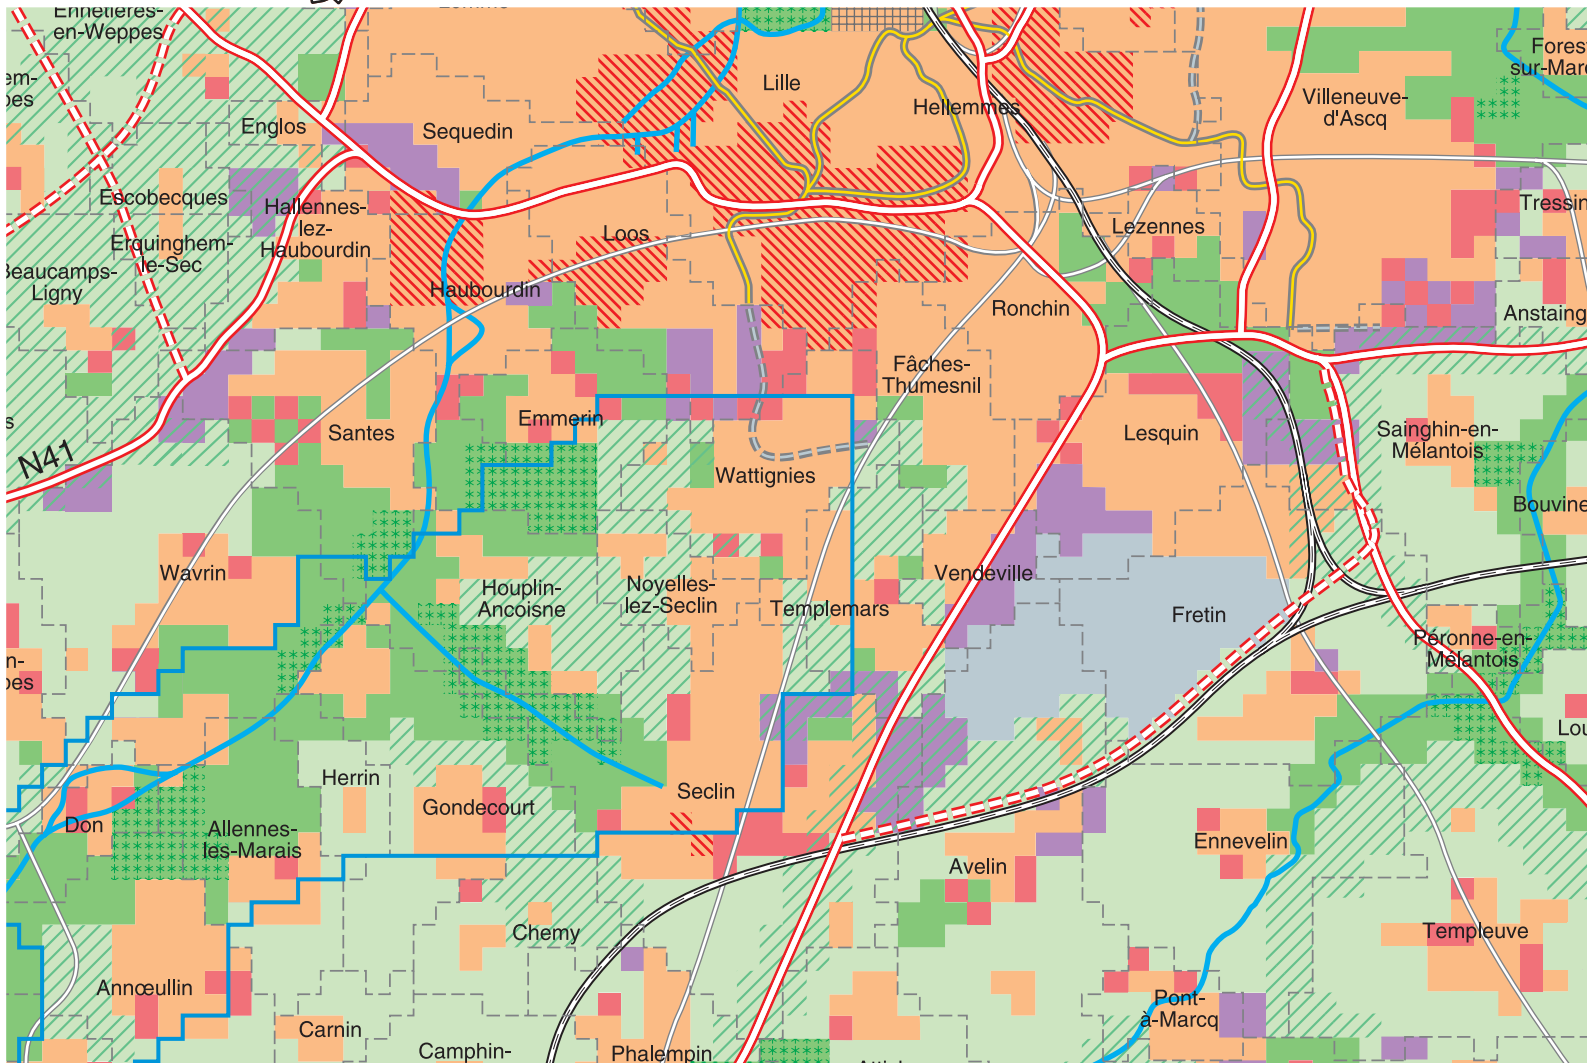 Ennetières-
en-Weppes
Lille
Hellemmes
Villeneuve-
d'Ascq
Englos
Sequedin
Escobecques
Hallennes-
lez-
Haubourdin
Loos
Lezennes
Tressin
Erquinghem-
le-Sec
Beaucamps-
Ligny
Haubourdin
Ronchin
Anstaing
Fâches-
Thumesnil
Emmerin
Santes
Lesquin
Sainghin-en-
Mélantois
N41
Wattignies
Bouvine
Wavrin
Houplin-
Ancoisne
Noyelles-
lez-Seclin
Vendeville
Templemars
Fretin
Péronne-en-
Mélantois
Herrin
Gondecourt
Seclin
Don
Allennes-
les-Marais
Ennevelin
Avelin
Chemy
Templeuve
Annœullin
Pont-
à-Marcq
Carnin
Camphin-
Phalempin